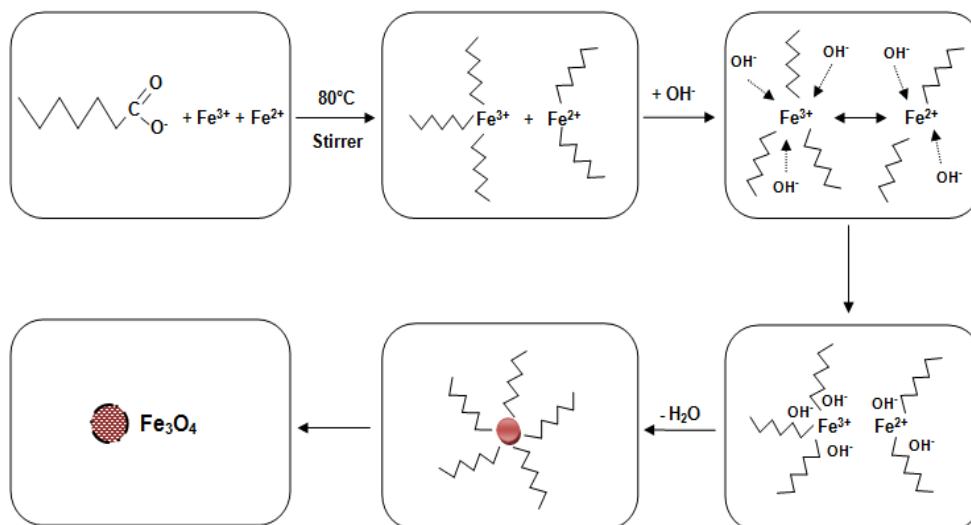 O
C
O-
+ Fe³⁺ + Fe²⁺
80°C
Stirrer
Fe³⁺ + Fe²⁺
+ OH-
OH- OH- OH-
Fe³⁺ Fe²⁺
OH- OH-
- H₂O
OH- OH- OH-
Fe³⁺ Fe²⁺
OH- OH-
Fe₃O₄